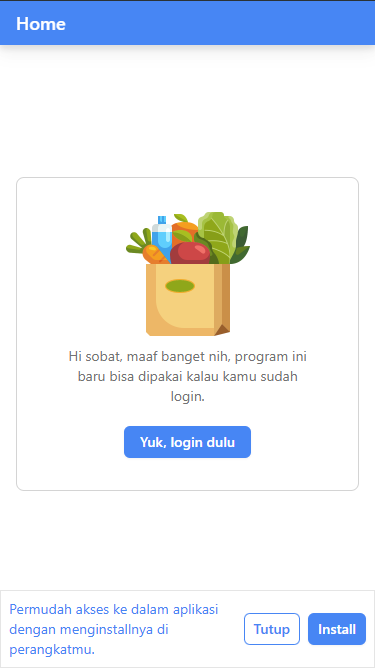 Home
Hi sobat, maaf banget nih, program ini
baru bisa dipakai kalau kamu sudah
login.
Yuk, login dulu
Permudah akses ke dalam aplikasi
dengan menginstallnya di
perangkatmu.
Tutup
Install